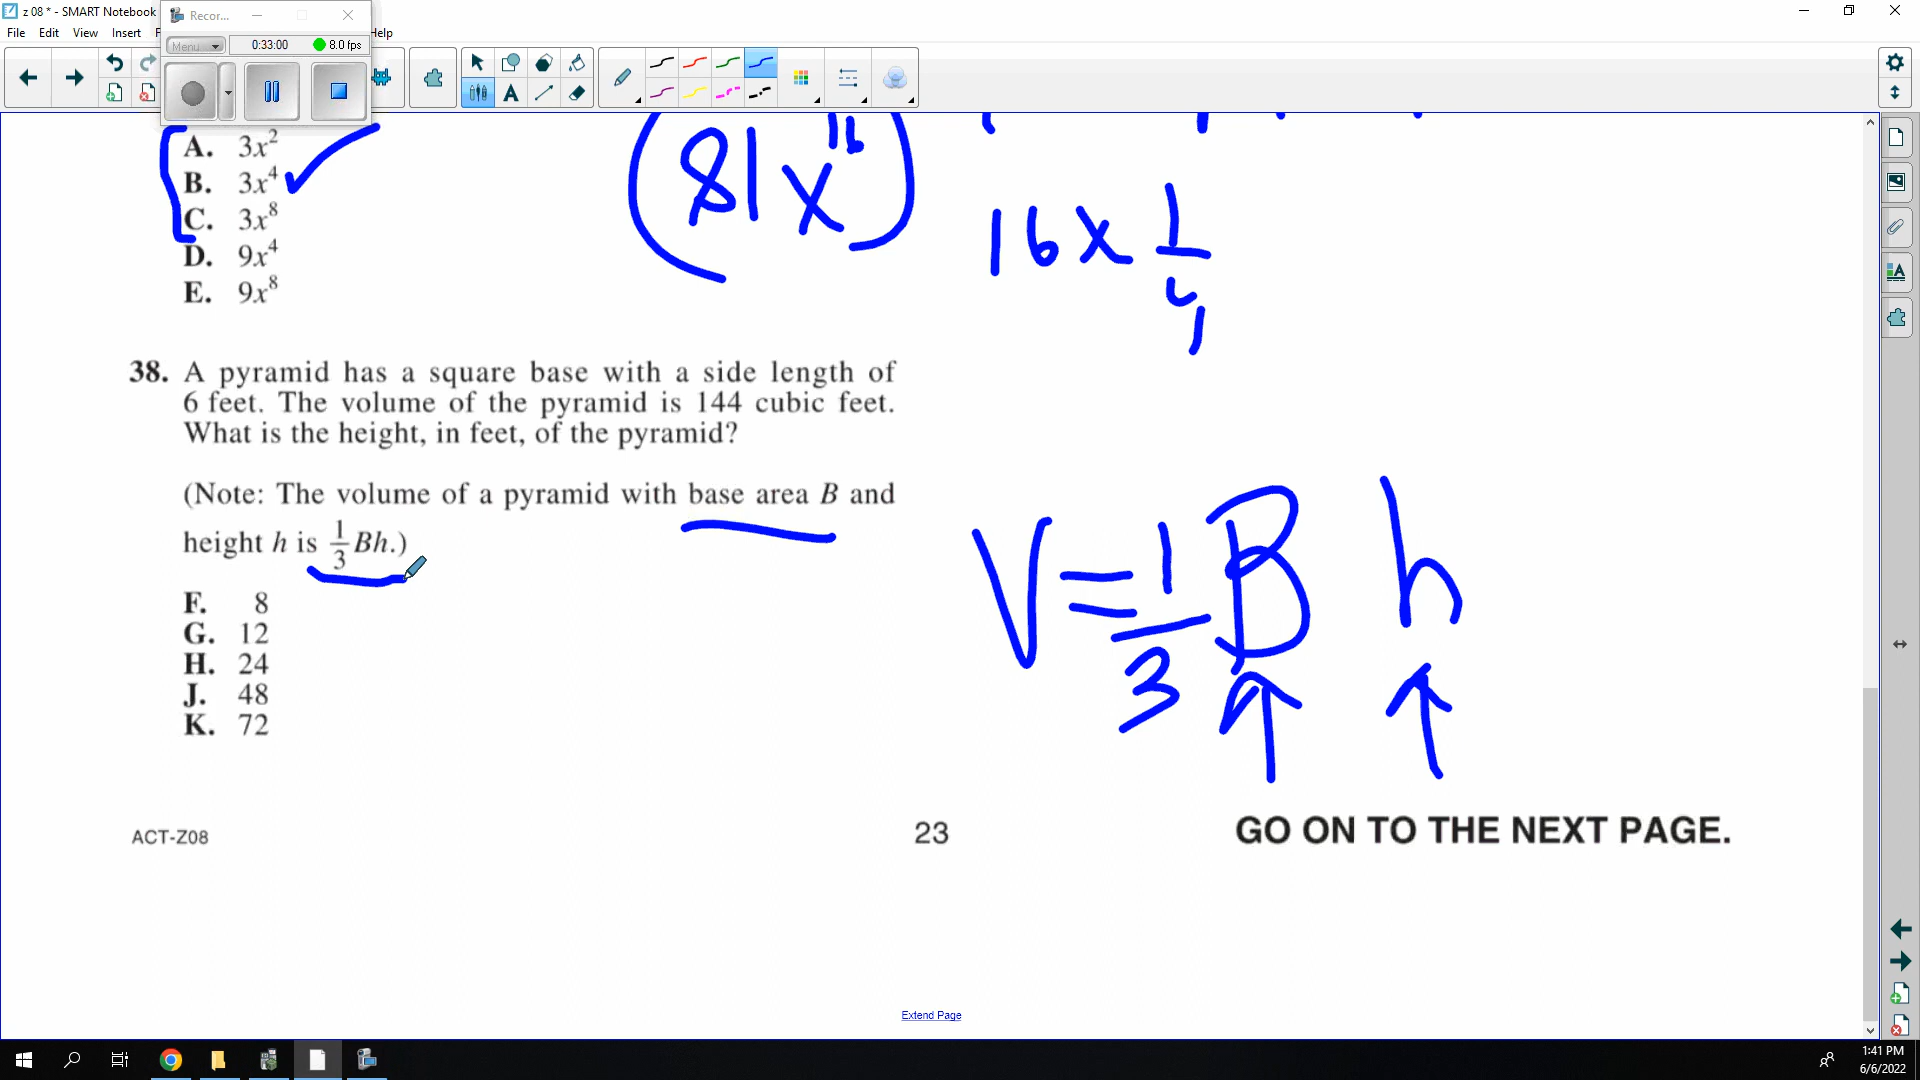 z 08 * - SMART Notebook
Recor...
File Edit View Insert Help
Menu 0:33:00 8.0 fps
A. 3x²
B. 3x⁴
C. 3x⁸
D. 9x⁴
E. 9x⁸
(81x¹⁶)
16 x 1/4
38. A pyramid has a square base with a side length of
6 feet. The volume of the pyramid is 144 cubic feet.
What is the height, in feet, of the pyramid?
(Note: The volume of a pyramid with base area B and
height h is 1/3 Bh.)
V = 1/3 B h
F. 8
G. 12
H. 24
J. 48
K. 72
ACT-Z08 23 GO ON TO THE NEXT PAGE.
Extend Page
1:41 PM
6/6/2022